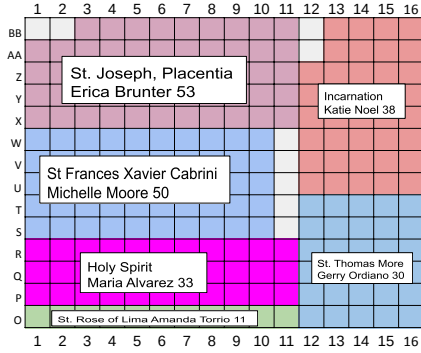 1 2 3 4 5 6 7 8 9 10 11 12 13 14 15 16
BB
AA
Z
Y
X
W
V
U
T
S
R
Q
P
O
St. Joseph, Placentia
Erica Brunter 53
Incarnation
Katie Noel 38
St Frances Xavier Cabrini
Michelle Moore 50
Holy Spirit
Maria Alvarez 33
St. Thomas More
Gerry Ordiano 30
St. Rose of Lima Amanda Torrio 11
1 2 3 4 5 6 7 8 9 10 11 12 13 14 15 16